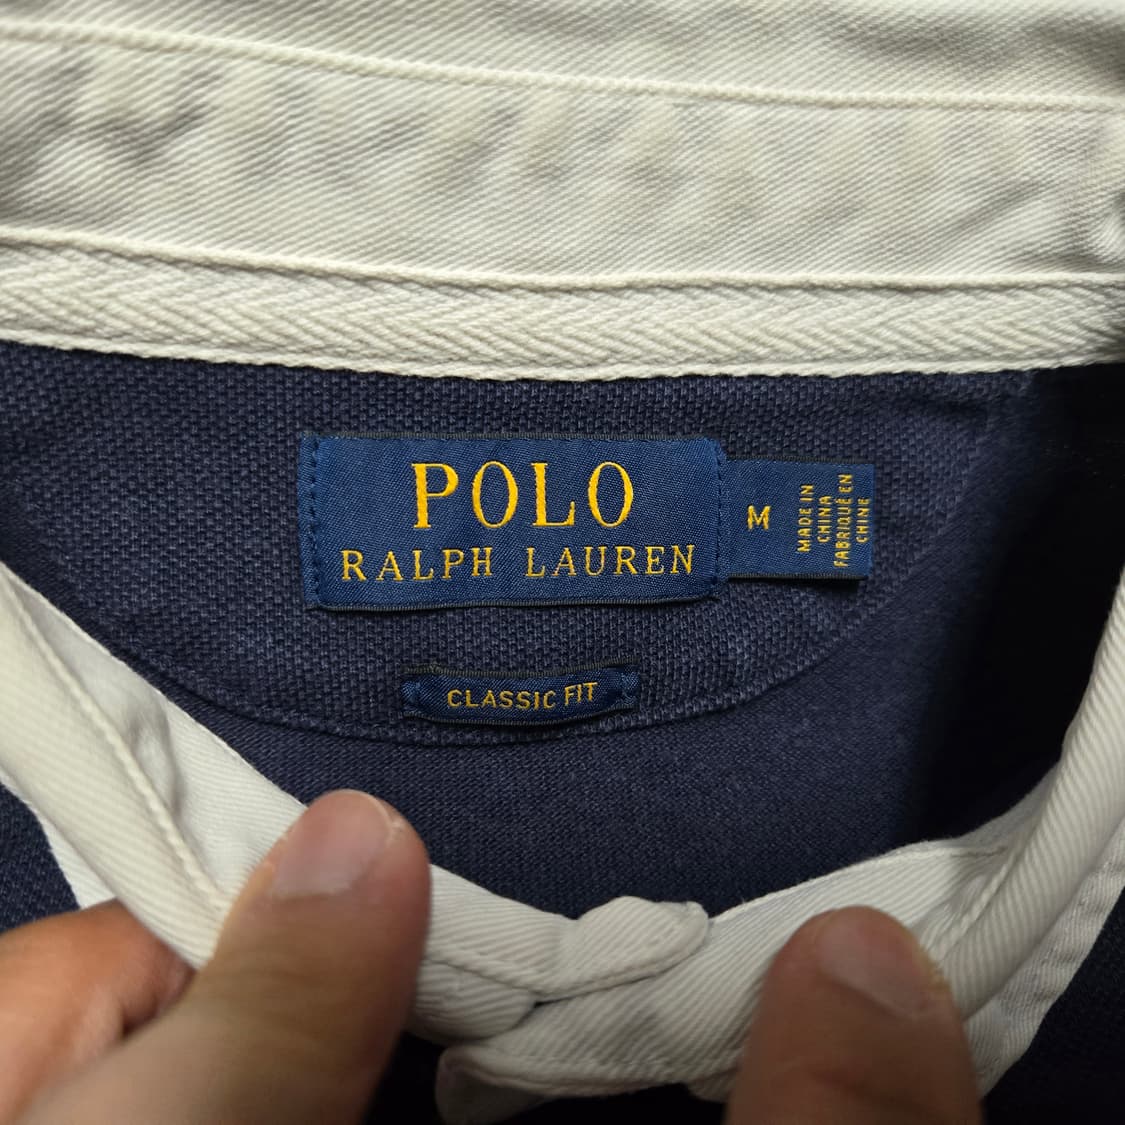 POLO
RALPH LAUREN
M
MADE IN
CHINA
FABRIQUÉ EN
CHINE
CLASSIC FIT